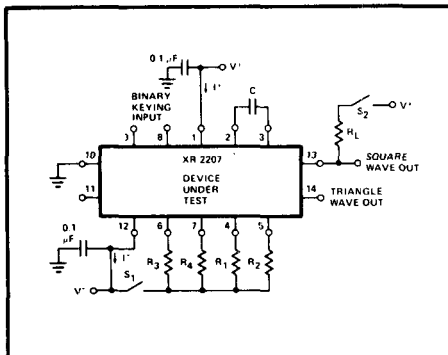 0.1 µF
V+
I+
C
BINARY
KEYING
INPUT
S2
V+
RL
9 8 1 2 3
10
XR 2207
13
SQUARE
WAVE OUT
11
DEVICE
UNDER
TEST
14
TRIANGLE
WAVE OUT
12 6 7 4 5
0.1
µF
I-
S1
R3
R4
R1
R2
V-